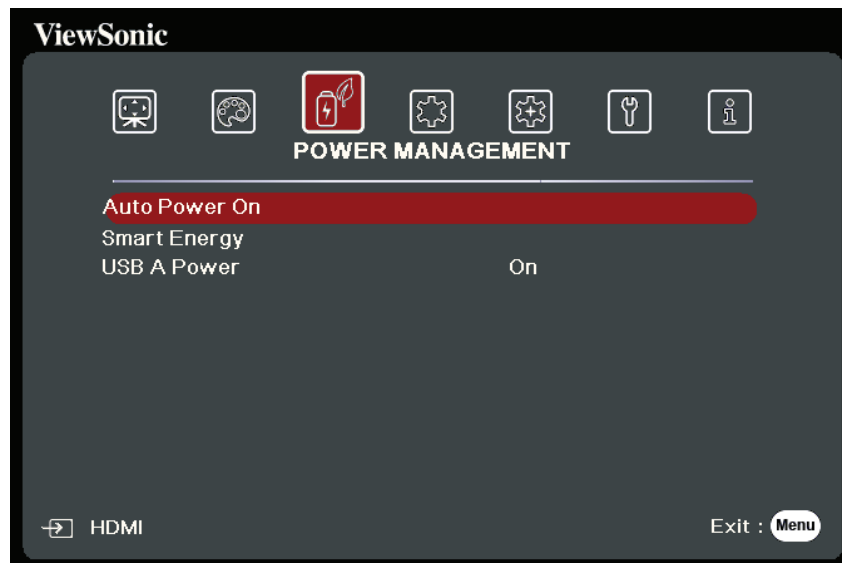 ViewSonic
POWER MANAGEMENT
Auto Power On
Smart Energy
USB A Power On
HDMI Exit : Menu